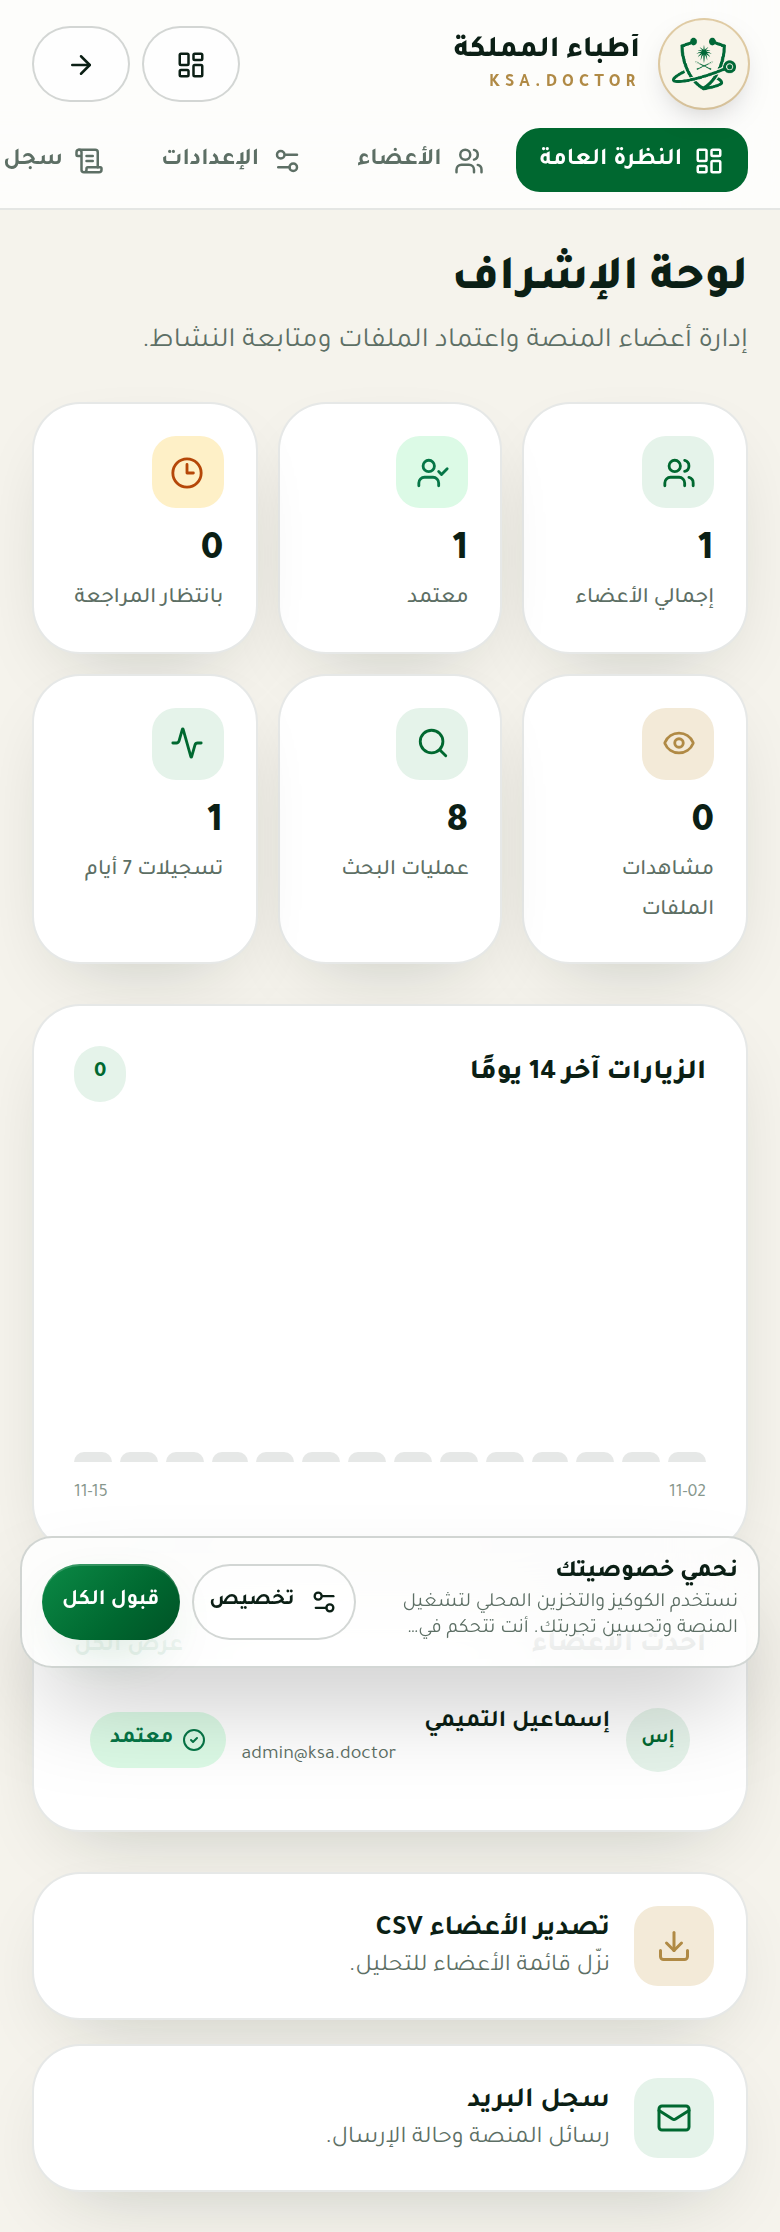 أطباء المملكة
KSA.DOCTOR
النظرة العامة
الأعضاء
الإعدادات
سجل
لوحة الإشراف
إدارة أعضاء المنصة واعتماد الملفات ومتابعة النشاط.
1
إجمالي الأعضاء
1
معتمد
0
بانتظار المراجعة
0
مشاهدات
الملفات
8
عمليات البحث
1
تسجيلات 7 أيام
الزيارات آخر 14 يومًا
0
11-02
11-15
نحمي خصوصيتك
نستخدم الكوكيز والتخزين المحلي لتشغيل
المنصة وتحسين تجربتك. أنت تتحكم في...
تخصيص
قبول الكل
أحدث الأعضاء
عرض الكل
إس
إسماعيل التميمي
admin@ksa.doctor
معتمد
تصدير الأعضاء CSV
نزّل قائمة الأعضاء للتحليل.
سجل البريد
رسائل المنصة وحالة الإرسال.